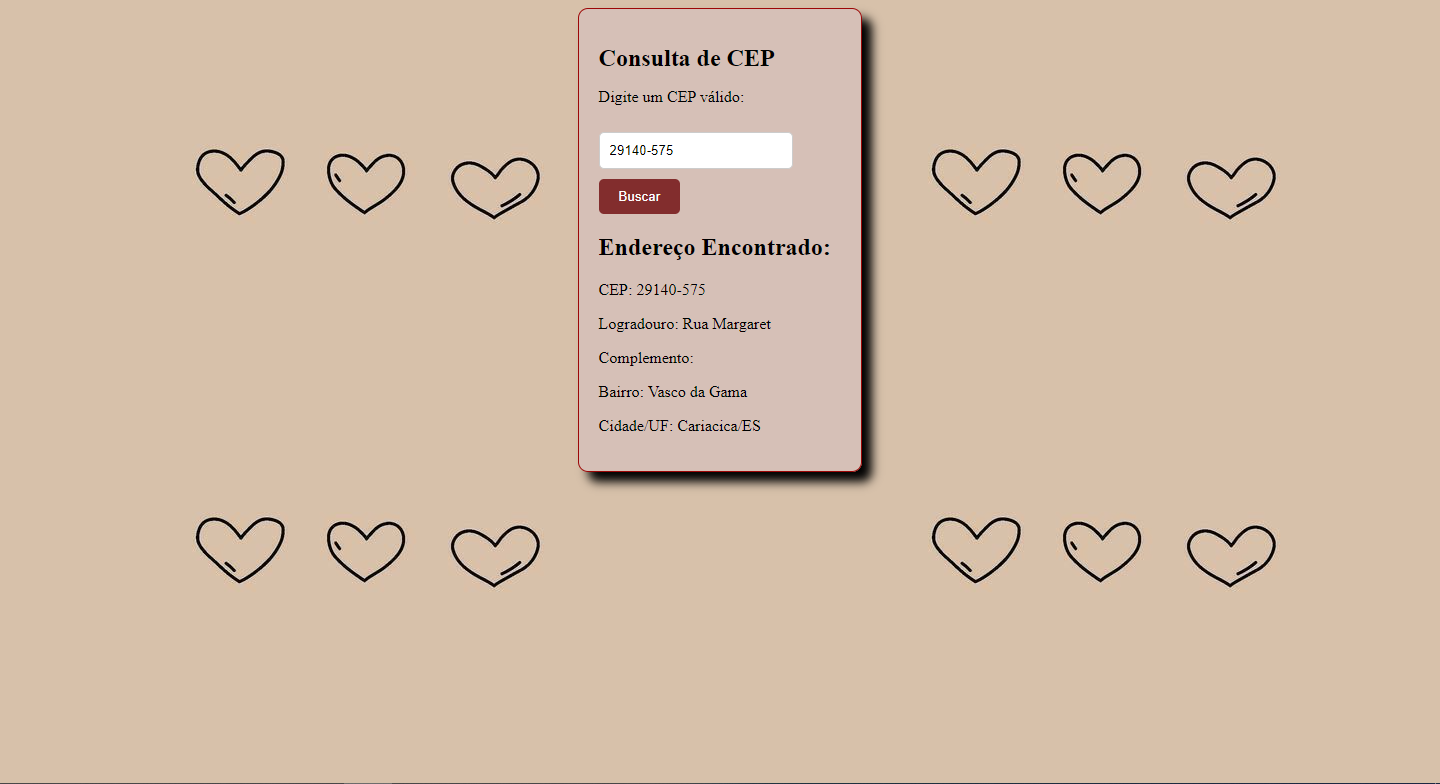 Consulta de CEP
Digite um CEP válido:
29140-575
Buscar
Endereço Encontrado:
CEP: 29140-575
Logradouro: Rua Margaret
Complemento:
Bairro: Vasco da Gama
Cidade/UF: Cariacica/ES